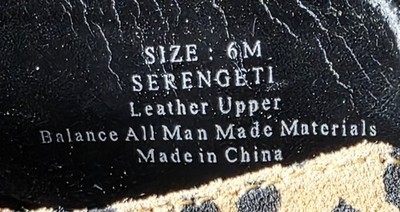 SIZE : 6M
SERENGETI
Leather Upper
Balance All Man Made Materials
Made in China